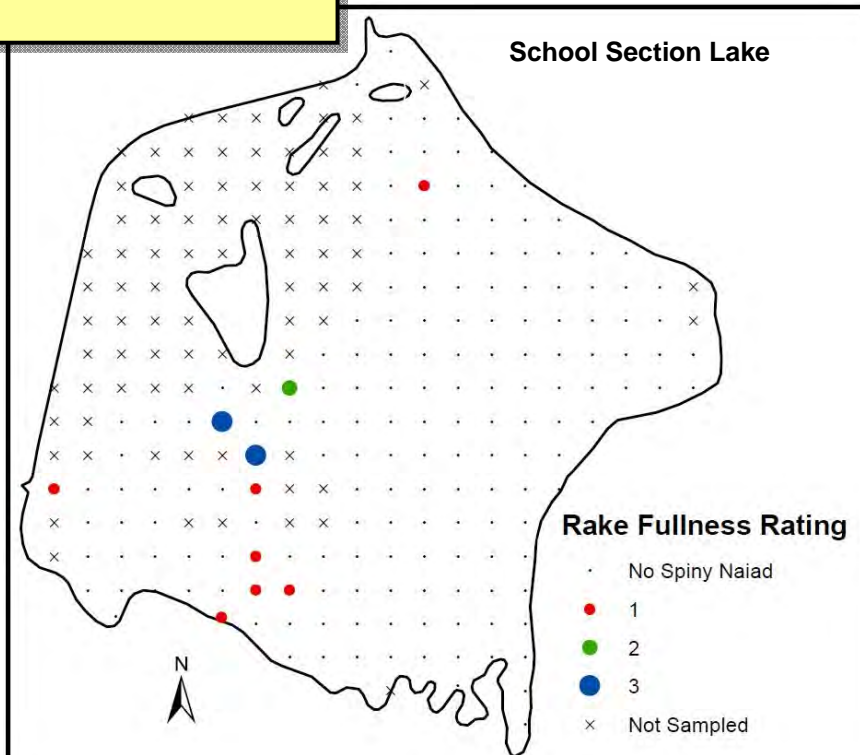 School Section Lake
Rake Fullness Rating
No Spiny Naiad
1
2
3
Not Sampled
N